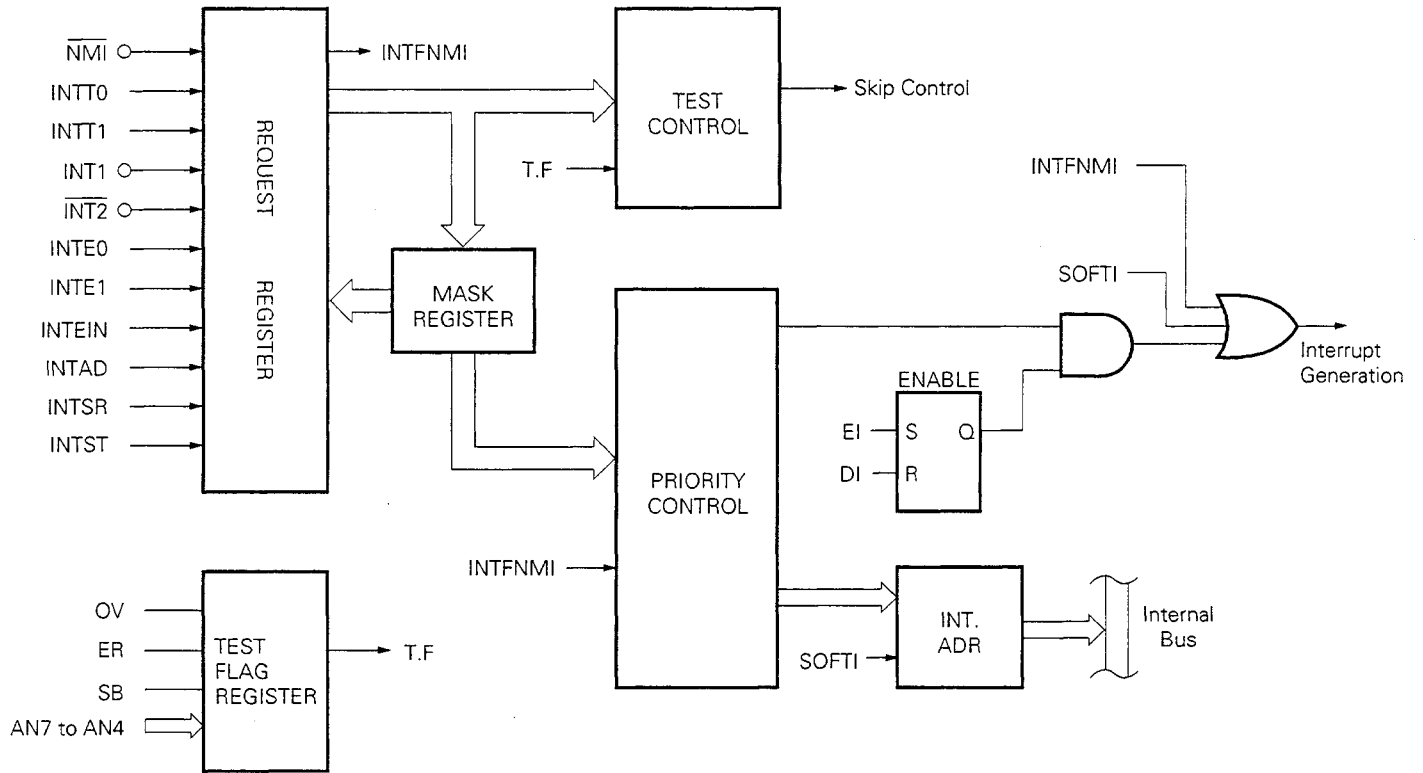 NMI
INTT0
INTT1
INT1
INT2
INTE0
INTE1
INTEIN
INTAD
INTSR
INTST
REQUEST REGISTER
INTFNMI
TEST
CONTROL
T.F
Skip Control
MASK
REGISTER
PRIORITY
CONTROL
INTFNMI
INTFNMI
SOFTI
Interrupt
Generation
ENABLE
EI
S
Q
DI
R
INT.
ADR
SOFTI
Internal
Bus
OV
ER
SB
AN7 to AN4
TEST
FLAG
REGISTER
T.F